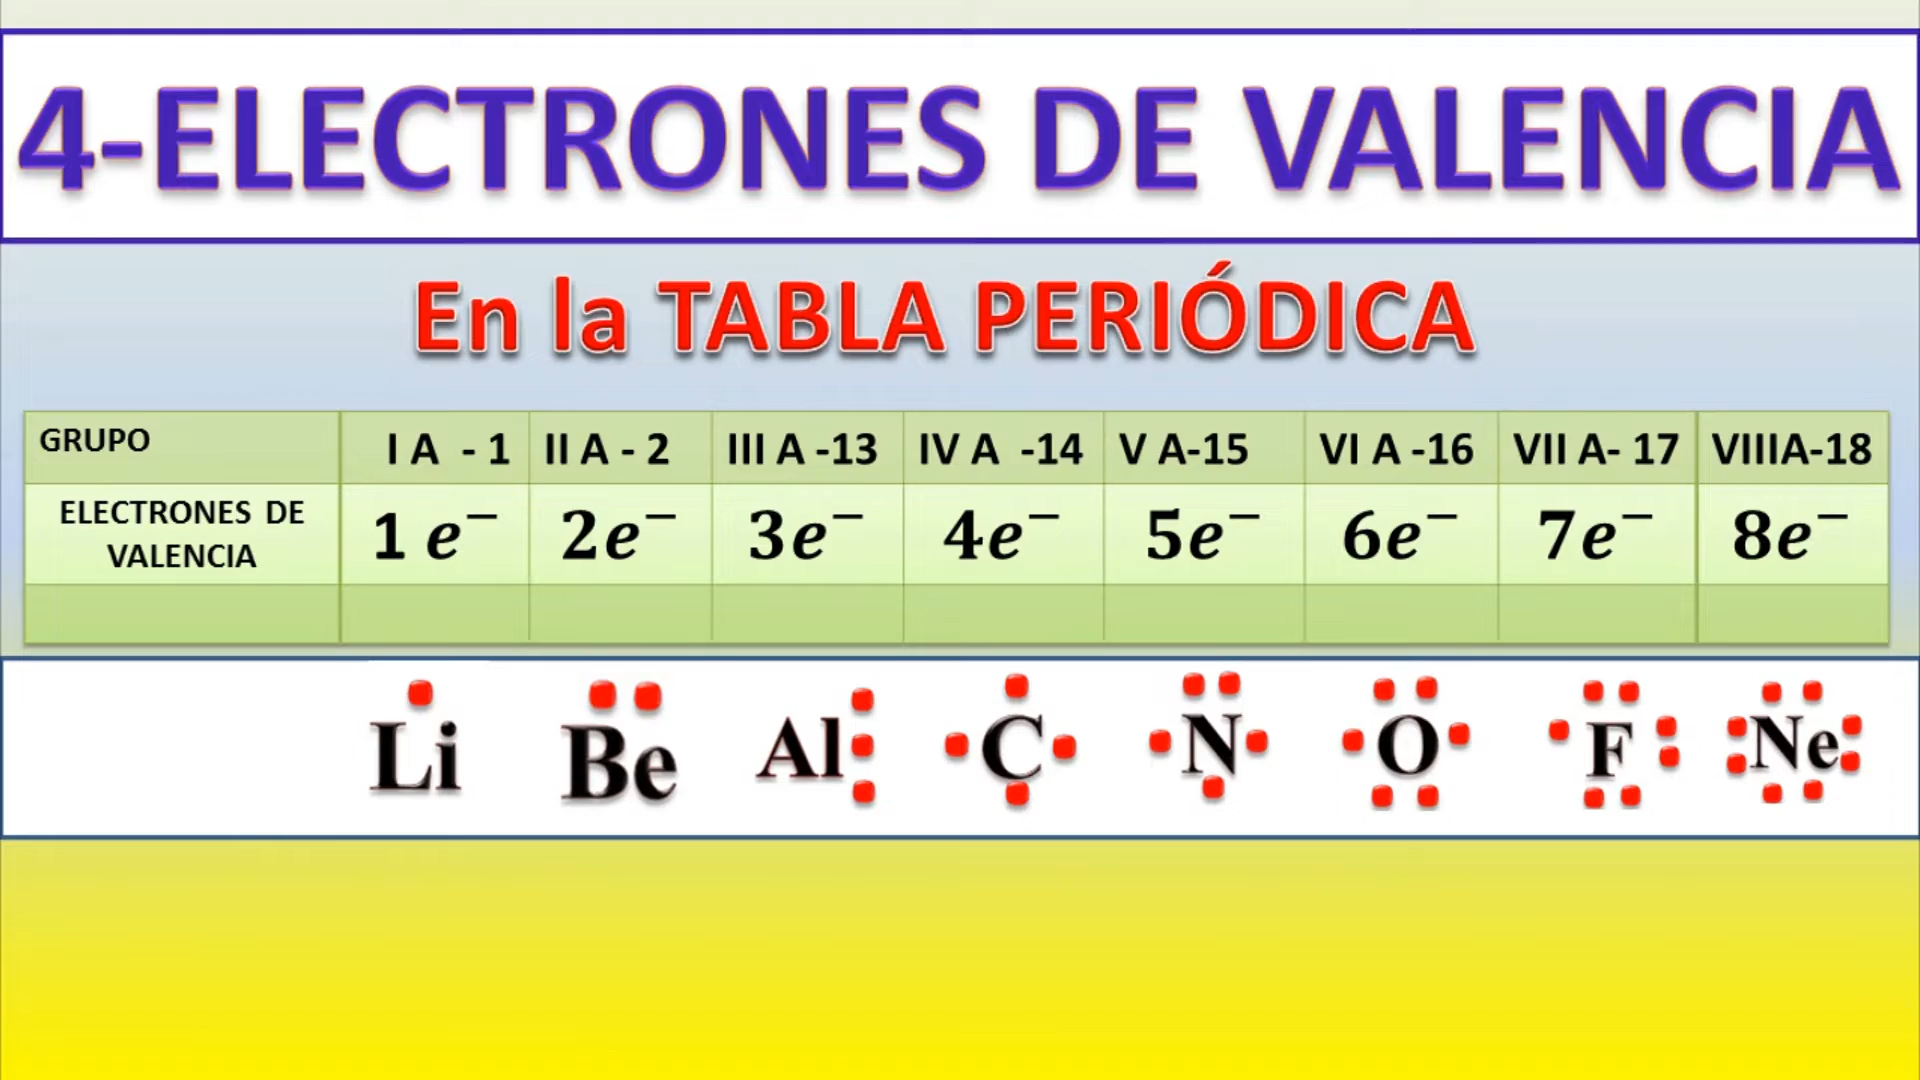 4-ELECTRONES DE VALENCIA
En la TABLA PERIÓDICA
GRUPO I A - 1 II A - 2 III A -13 IV A -14 V A-15 VI A -16 VII A- 17 VIIIA-18
ELECTRONES DE
VALENCIA 1 e⁻ 2e⁻ 3e⁻ 4e⁻ 5e⁻ 6e⁻ 7e⁻ 8e⁻
Li Be Al C N O F Ne